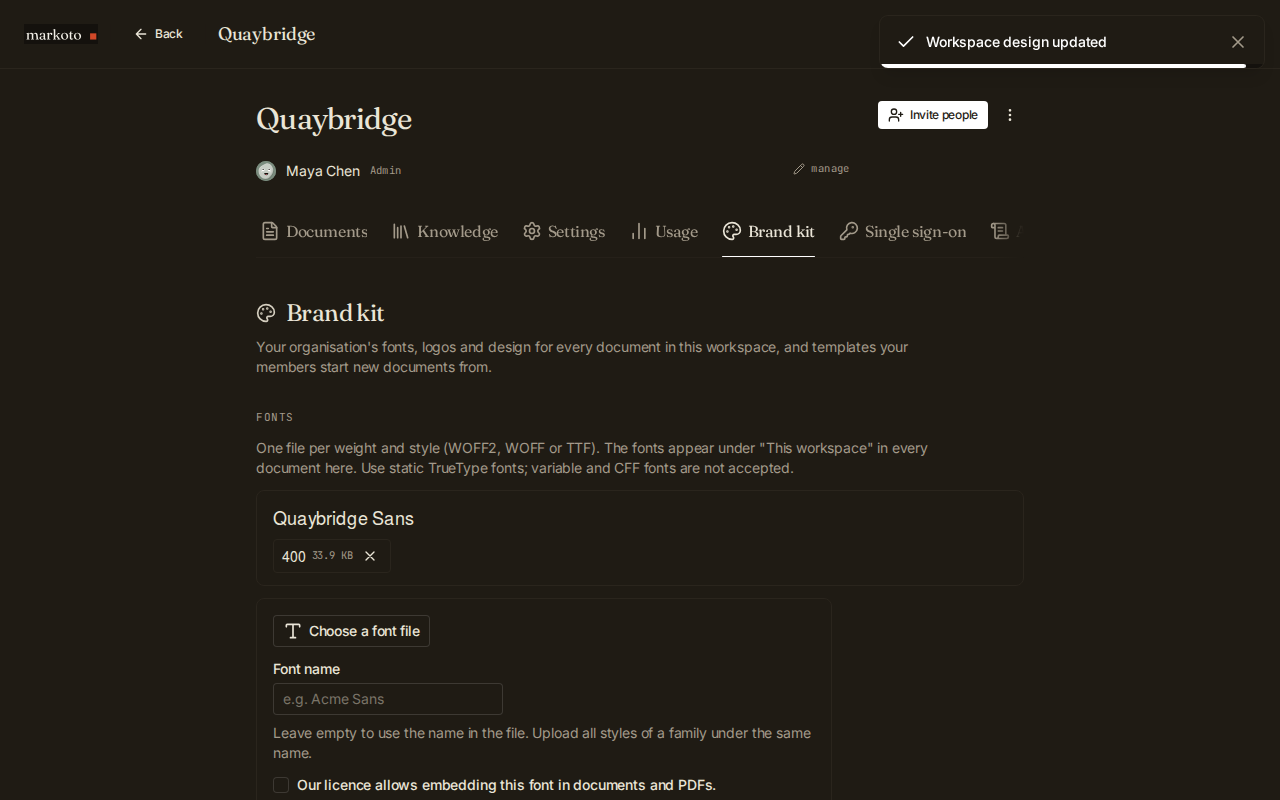 markoto
Back
Quaybridge
Workspace design updated
Quaybridge
Invite people
Maya Chen Admin
manage
Documents
Knowledge
Settings
Usage
Brand kit
Single sign-on
Brand kit
Your organisation's fonts, logos and design for every document in this workspace, and templates your
members start new documents from.
FONTS
One file per weight and style (WOFF2, WOFF or TTF). The fonts appear under "This workspace" in every
document here. Use static TrueType fonts; variable and CFF fonts are not accepted.
Quaybridge Sans
400 33.9 KB
Choose a font file
Font name
e.g. Acme Sans
Leave empty to use the name in the file. Upload all styles of a family under the same
name.
Our licence allows embedding this font in documents and PDFs.